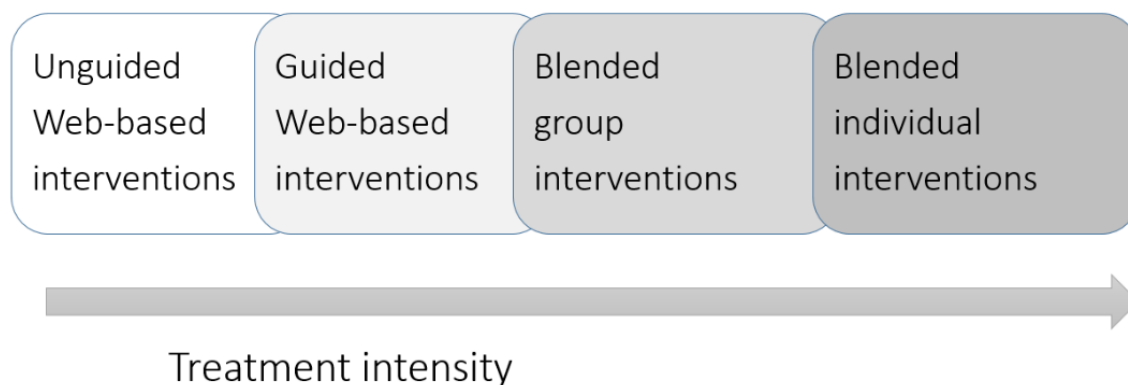 Unguided
Web-based
interventions
Guided
Web-based
interventions
Blended
group
interventions
Blended
individual
interventions
Treatment intensity